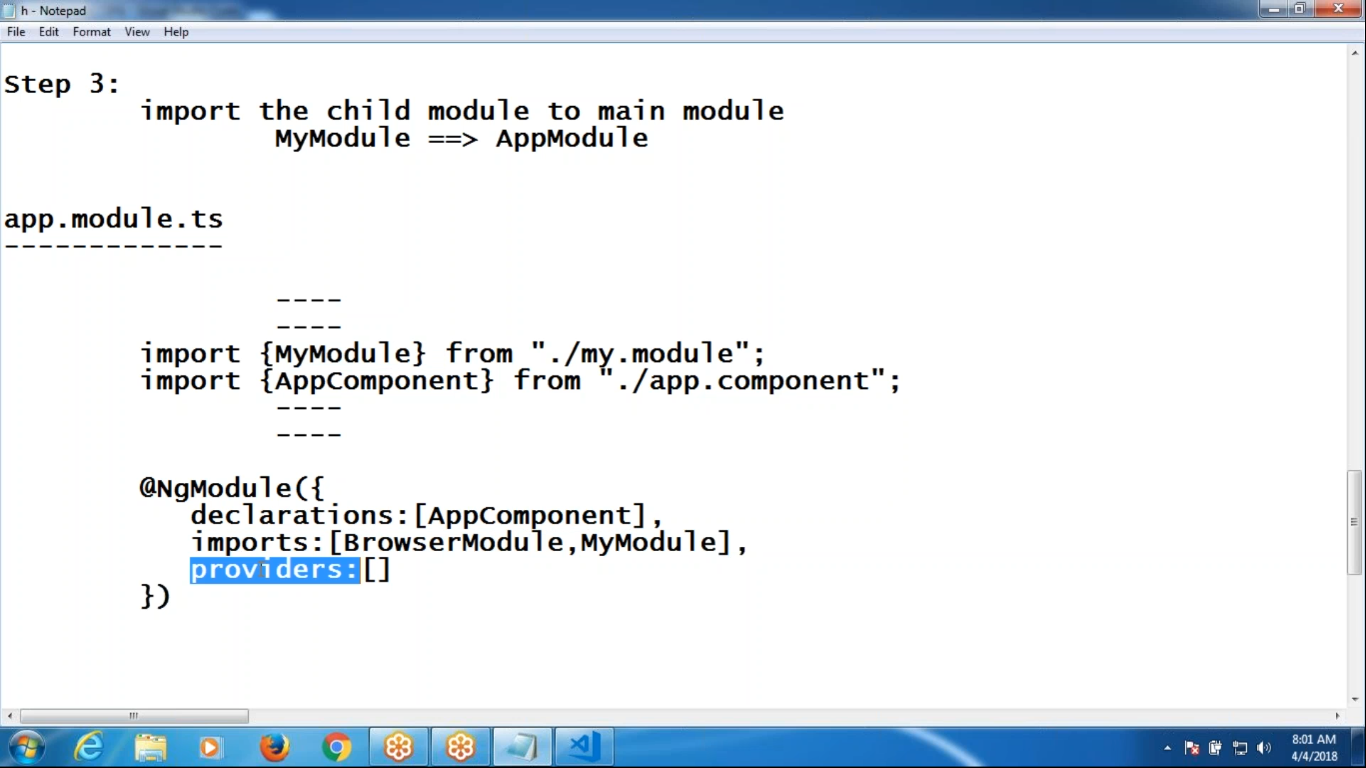 h - Notepad
File Edit Format View Help
Step 3:
import the child module to main module
MyModule ==> AppModule
app.module.ts
-------------
----
----
import {MyModule} from "./my.module";
import {AppComponent} from "./app.component";
----
----
@NgModule({
declarations:[AppComponent],
imports:[BrowserModule,MyModule],
providers:[]
})
8:01 AM
4/4/2018